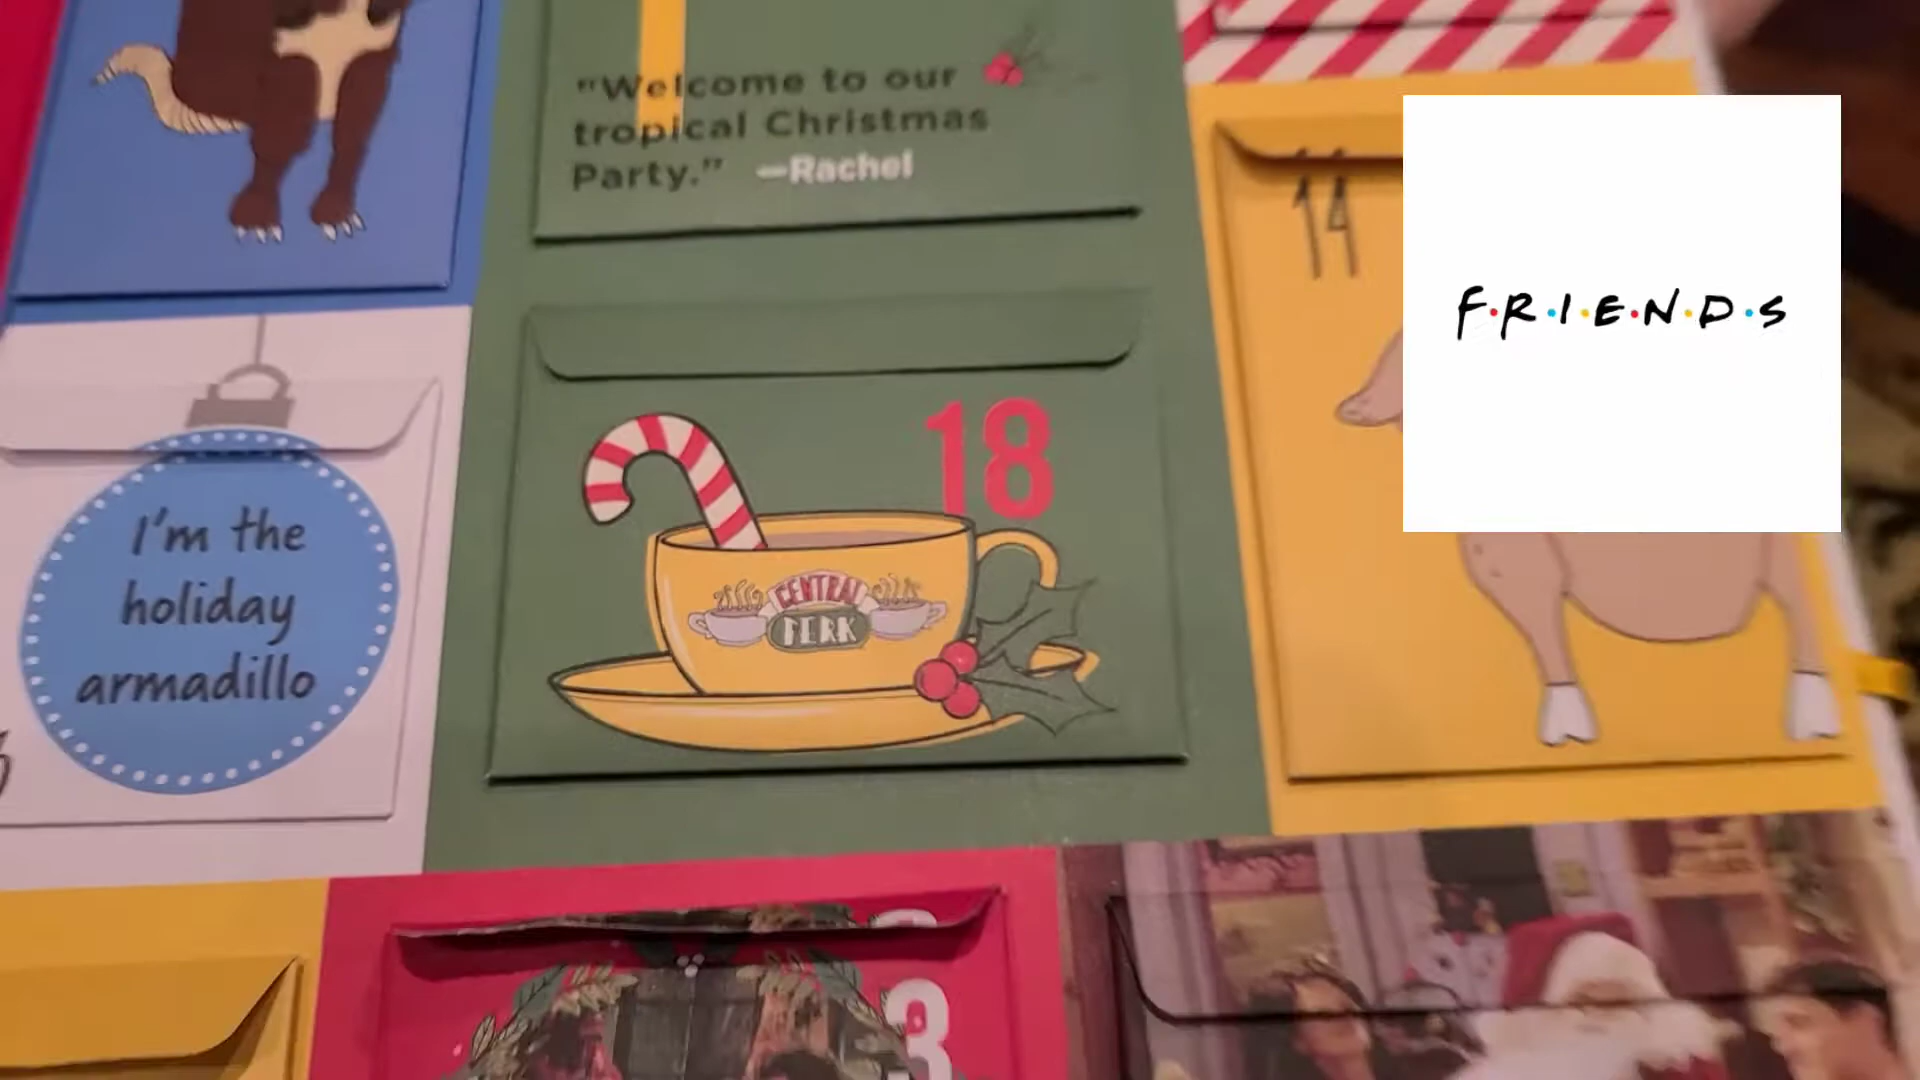 "Welcome to our
tropical Christmas
Party." —Rachel
14
F·R·I·E·N·D·S
18
I'm the
holiday
armadillo
CENTRAL
PERK
3